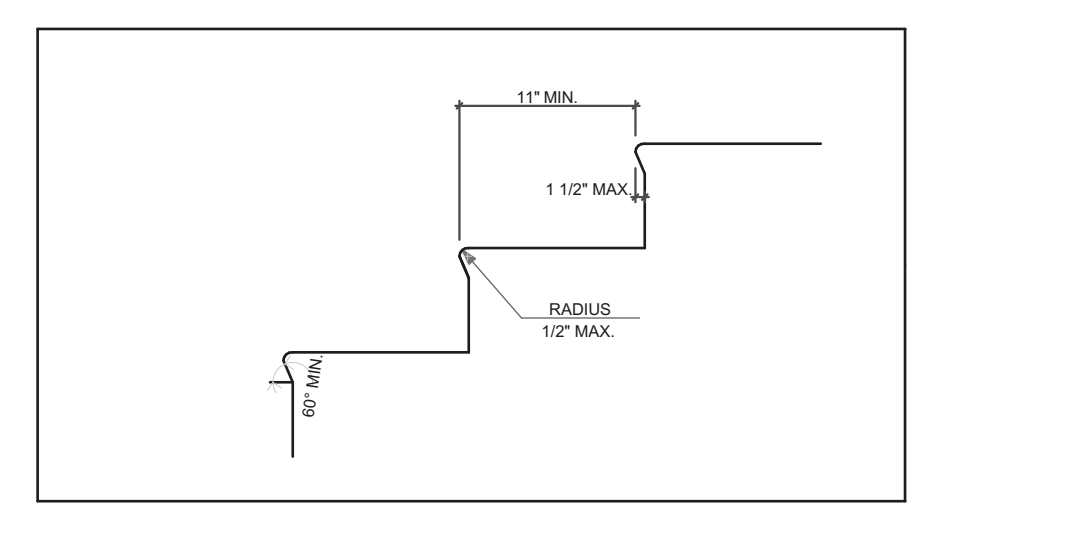 11" MIN.
1 1/2" MAX.
RADIUS
1/2" MAX.
60° MIN.